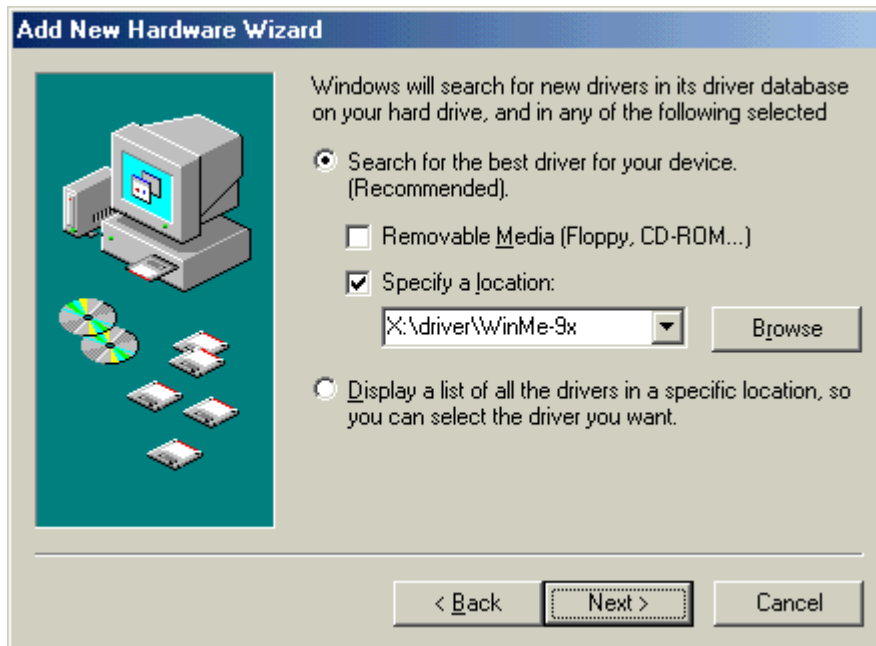 Add New Hardware Wizard
Windows will search for new drivers in its driver database
on your hard drive, and in any of the following selected
Search for the best driver for your device.
(Recommended).
Removable Media (Floppy, CD-ROM...)
Specify a location:
X:\driver\WinMe-9x
Browse
Display a list of all the drivers in a specific location, so
you can select the driver you want.
< Back
Next >
Cancel